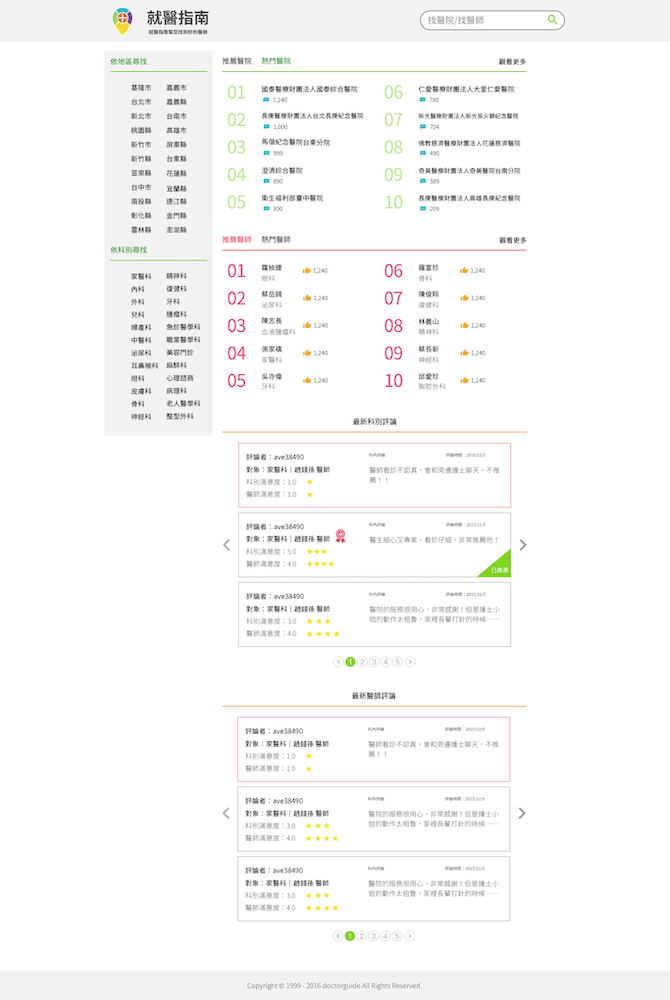 就醫指南
就醫指南幫您找到好的醫師
找醫院/找醫師
依地區尋找
基隆市 嘉義市
台北市 嘉義縣
新北市 台南市
桃園縣 高雄市
新竹市 屏東縣
新竹縣 台東縣
苗栗縣 花蓮縣
台中市 宜蘭縣
南投縣 連江縣
彰化縣 金門縣
雲林縣 澎湖縣
依科別尋找
家醫科 精神科
內科 復健科
外科 牙科
兒科 腫瘤科
婦產科 急診醫學科
中醫科 職業醫學科
泌尿科 美容門診
耳鼻喉科 麻醉科
眼科 心理諮商
皮膚科 病理科
骨科 老人醫學科
神經科 整型外科
推薦醫院 熱門醫院 觀看更多
01 國泰醫療財團法人國泰綜合醫院
1,240
02 長庚醫療財團法人台北長庚紀念醫院
1,000
03 馬偕紀念醫院台東分院
999
04 澄清綜合醫院
890
05 衛生福利部臺中醫院
800
06 仁愛醫療財團法人大里仁愛醫院
780
07 新光醫療財團法人新光吳火獅紀念醫院
704
08 佛教慈濟醫療財團法人花蓮慈濟醫院
490
09 奇美醫療財團法人奇美醫院台南分院
389
10 長庚醫療財團法人高雄長庚紀念醫院
209
推薦醫師 熱門醫師 觀看更多
01 羅柚臻 1,240
眼科
02 蔡岳錡 1,240
泌尿科
03 陳志長 1,240
血液腫瘤科
04 張家禧 1,240
家醫科
05 吳亦偉 1,240
牙科
06 羅富珍 1,240
骨科
07 陳俊翔 1,240
復健科
08 林義山 1,240
精神科
09 蔡長新 1,240
神經科
10 邱愛珍 1,240
胸腔外科
最新科別評論
評論者：ave38490 科內評論 評論時間：2015/12/5
對象：家醫科｜趙錢孫 醫師
科別滿意度：1.0
醫師滿意度：1.0
醫師看診不認真，會和旁邊護士聊天，不推
薦！！
評論者：ave38490 科內評論 評論時間：2015/12/5
對象：家醫科｜趙錢孫 醫師
科別滿意度：5.0
醫師滿意度：4.0
醫生細心又專業，看診仔細，非常推薦他！
已推薦
評論者：ave38490 科內評論 評論時間：2015/12/5
對象：家醫科｜趙錢孫 醫師
科別滿意度：3.0
醫師滿意度：4.0
醫院的服務很用心，非常感謝！但是護士小
姐的動作太粗魯，家裡長輩打針的時候⋯⋯
1 2 3 4 5
最新醫師評論
評論者：ave38490 科內評論 評論時間：2015/12/5
對象：家醫科｜趙錢孫 醫師
科別滿意度：1.0
醫師滿意度：1.0
醫師看診不認真，會和旁邊護士聊天，不推
薦！！
評論者：ave38490 科內評論 評論時間：2015/12/5
對象：家醫科｜趙錢孫 醫師
科別滿意度：3.0
醫師滿意度：4.0
醫院的服務很用心，非常感謝！但是護士小
姐的動作太粗魯，家裡長輩打針的時候⋯⋯
評論者：ave38490 科內評論 評論時間：2015/12/5
對象：家醫科｜趙錢孫 醫師
科別滿意度：3.0
醫師滿意度：4.0
醫院的服務很用心，非常感謝！但是護士小
姐的動作太粗魯，家裡長輩打針的時候⋯⋯
1 2 3 4 5
Copyright © 1999 - 2016 doctorguide All Rights Reserved.